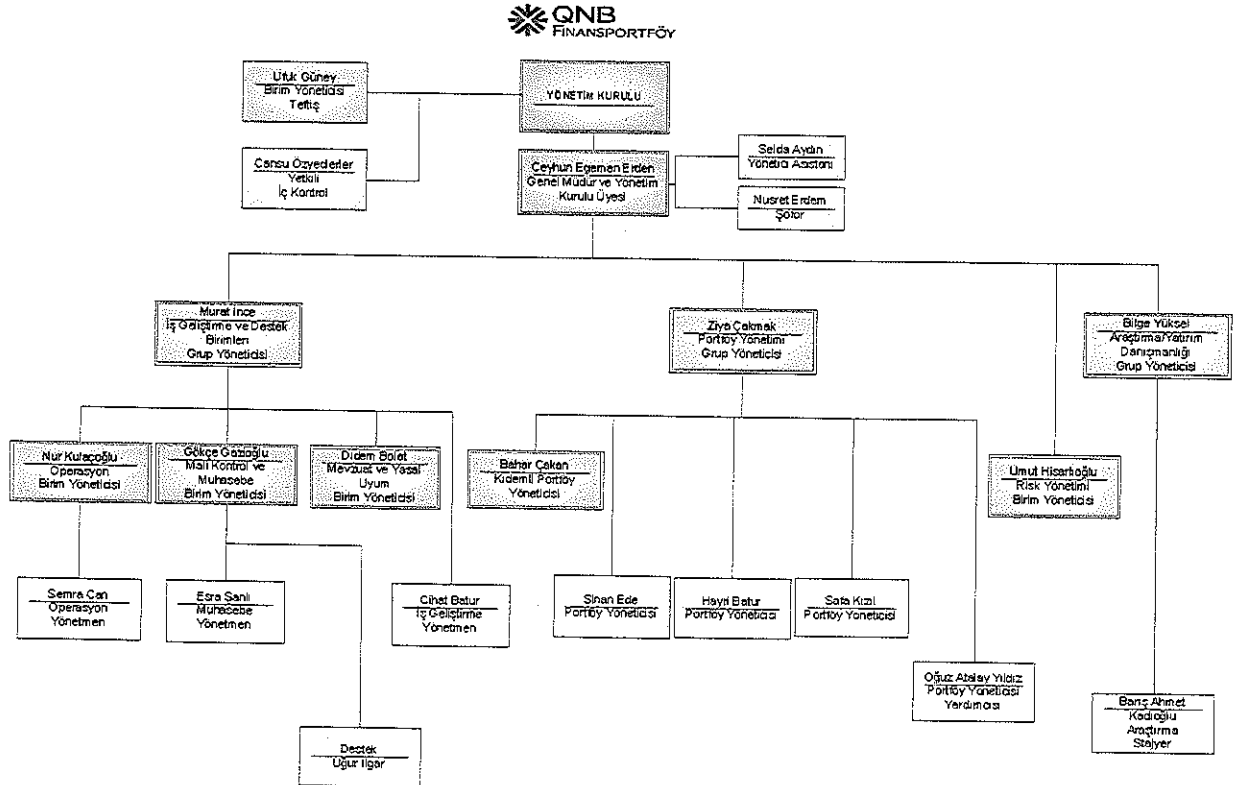 QNB
FİNANSPORTFÖY
Ufuk Güney
Birim Yöneticisi
Teftiş
YÖNETİM KURULU
Cansu Özyederler
Yetkili
İç Kontrol
Ceyhun Egemen Erden
Genel Müdür ve Yönetim
Kurulu Üyesi
Selda Aydın
Yönetici Asistanı
Nusret Erdem
Şoför
Murat İnce
İş Geliştirme ve Destek
Birimleri
Grup Yöneticisi
Ziya Çakmak
Portföy Yönetimi
Grup Yöneticisi
Bilge Yüksel
Araştırma/Yatırım
Danışmanlığı
Grup Yöneticisi
Nur Kulaçoğlu
Operasyon
Birim Yöneticisi
Gökçe Gazioğlu
Mali Kontrol ve
Muhasebe
Birim Yöneticisi
Didem Bolat
Mevzuat ve Yasal
Uyum
Birim Yöneticisi
Bahar Çakan
Kıdemli Portföy
Yöneticisi
Umut Hisarlıoğlu
Risk Yönetimi
Birim Yöneticisi
Semra Can
Operasyon
Yönetmen
Esra Şanlı
Muhasebe
Yönetmen
Cihat Batur
İş Geliştirme
Yönetmen
Sinan Ede
Portföy Yöneticisi
Hayri Batur
Portföy Yöneticisi
Safa Kızıl
Portföy Yöneticisi
Oğuz Atalay Yıldız
Portföy Yöneticisi
Yardımcısı
Barış Ahmet
Kadıoğlu
Araştırma
Stajyer
Destek
Uğur Ilgar